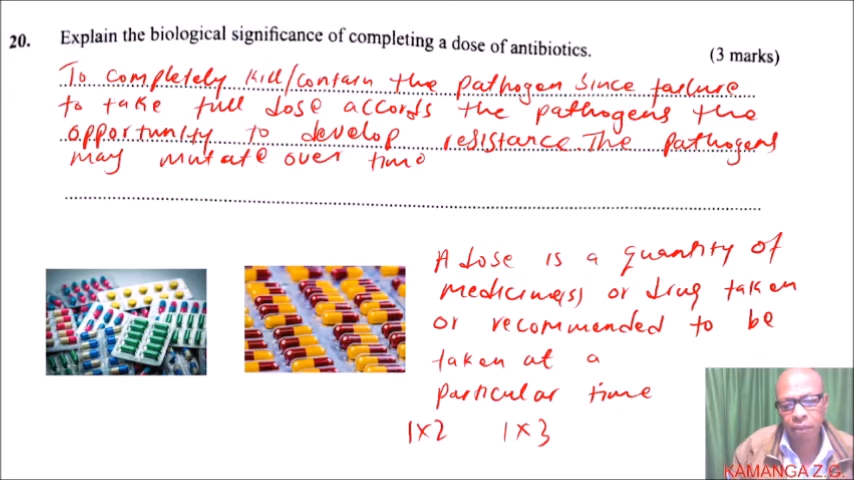 20. Explain the biological significance of completing a dose of antibiotics.
(3 marks)
To completely kill/contain the pathogen since failure
to take full dose accords the pathogens the
opportunity to develop resistance. The pathogens
may mutate over time
A dose is a quantity of
medicine(s) or drug taken
or recommended to be
taken at a
particular time
1x2 1x3
KAMANGA Z.G.